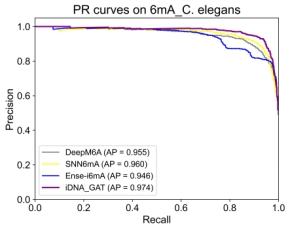 PR curves on 6mA_C. elegans
Precision
1.0
0.8
0.6
0.4
0.2
0.0
DeepM6A (AP = 0.955)
SNN6mA (AP = 0.960)
Ense-i6mA (AP = 0.946)
iDNA_GAT (AP = 0.974)
0.0 0.2 0.4 0.6 0.8 1.0
Recall